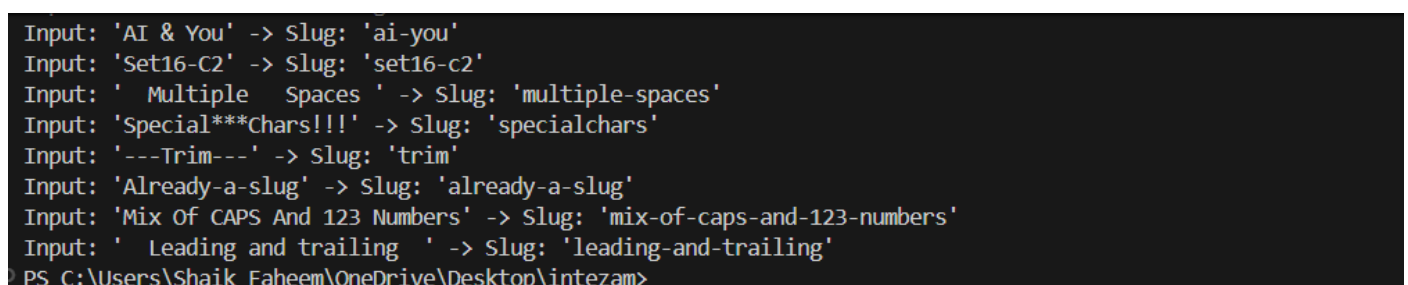 Input: 'AI & You' -> Slug: 'ai-you'
Input: 'Set16-C2' -> Slug: 'set16-c2'
Input: '  Multiple   Spaces ' -> Slug: 'multiple-spaces'
Input: 'Special***Chars!!!' -> Slug: 'specialchars'
Input: '---Trim---' -> Slug: 'trim'
Input: 'Already-a-slug' -> Slug: 'already-a-slug'
Input: 'Mix Of CAPS And 123 Numbers' -> Slug: 'mix-of-caps-and-123-numbers'
Input: '  Leading and trailing  ' -> Slug: 'leading-and-trailing'
PS C:\Users\Shaik Faheem\OneDrive\Desktop\intezam>